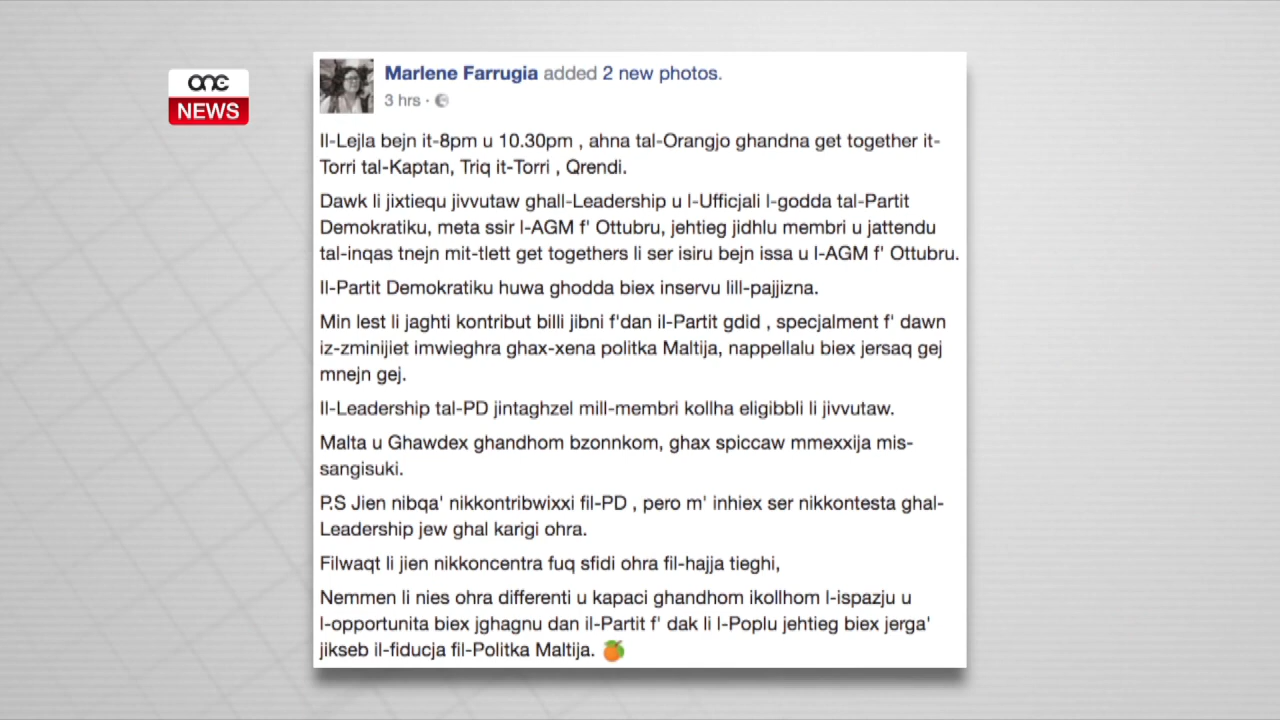 one
NEWS
Marlene Farrugia added 2 new photos.
3 hrs ·
Il-Lejla bejn it-8pm u 10.30pm , ahna tal-Orangjo ghandna get together it-
Torri tal-Kaptan, Triq it-Torri , Qrendi.
Dawk li jixtiequ jivvutaw ghall-Leadership u l-Ufficjali l-godda tal-Partit
Demokratiku, meta ssir l-AGM f' Ottubru, jehtieg jidhlu membri u jattendu
tal-inqas tnejn mit-tlett get togethers li ser isiru bejn issa u l-AGM f' Ottubru.
Il-Partit Demokratiku huwa ghodda biex inservu lill-pajjizna.
Min lest li jaghti kontribut billi jibni f'dan il-Partit gdid , specjalment f' dawn
iz-zminijiet imwieghra ghax-xena politka Maltija, nappellalu biex jersaq gej
mnejn gej.
Il-Leadership tal-PD jintaghzel mill-membri kollha eligibbli li jivvutaw.
Malta u Ghawdex ghandhom bzonnkom, ghax spiccaw mmexxija mis-
sangisuki.
P.S Jien nibqa' nikkontribwixxi fil-PD , pero m' inhiex ser nikkontesta ghal-
Leadership jew ghal karigi ohra.
Filwaqt li jien nikkoncentra fuq sfidi ohra fil-hajja tieghi,
Nemmen li nies ohra differenti u kapaci ghandhom ikollhom l-ispazju u
l-opportunita biex jghagnu dan il-Partit f' dak li l-Poplu jehtieg biex jerga'
jikseb il-fiducja fil-Politka Maltija. 🍊